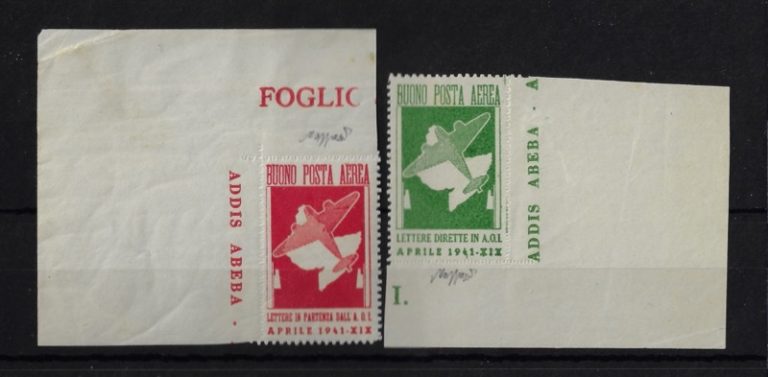 FOGLIO
ADDIS ABEBA ·
BUONO POSTA AEREA
LETTERE IN PARTENZA DALL A. O. I.
APRILE 1941-XIX
BUONO POSTA AEREA
LETTERE DIRETTE IN A.O.I.
APRILE 1941-XIX
ADDIS ABEBA · A
I.